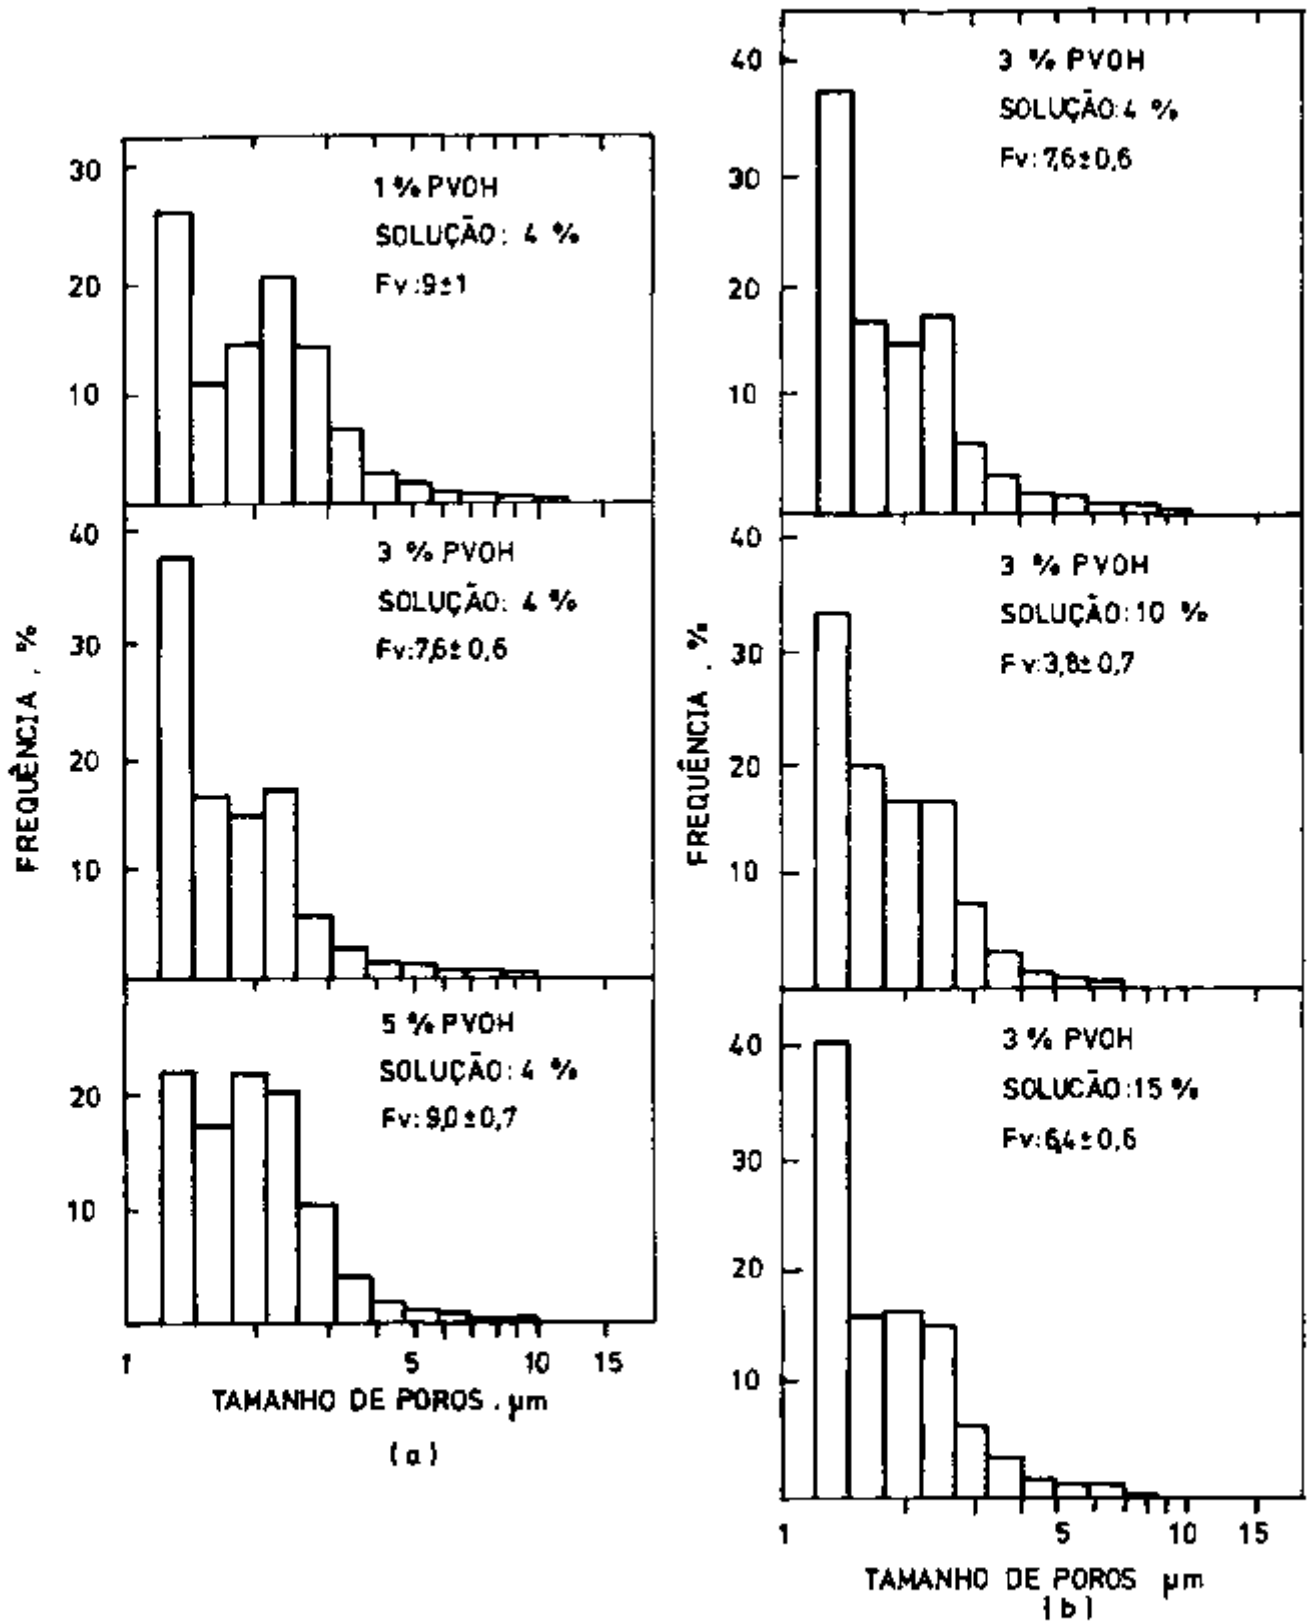 30
20
10
1 % PVOH
SOLUÇÃO: 4 %
Fv:9±1
40
30
20
10
3 % PVOH
SOLUÇÃO: 4 %
Fv:7,6±0,6
20
10
5 % PVOH
SOLUÇÃO:4 %
Fv:9,0±0,7
FREQUÊNCIA , %
1 5 10 15
TAMANHO DE POROS , µm
(a)
40
30
20
10
3 % PVOH
SOLUÇÃO:4 %
Fv:7,6±0,6
40
30
20
10
3 % PVOH
SOLUÇÃO:10 %
Fv:3,8±0,7
40
30
20
10
3 % PVOH
SOLUCÃO:15 %
Fv:6,4±0,6
FREQUÊNCIA , %
1 5 10 15
TAMANHO DE POROS µm
(b)